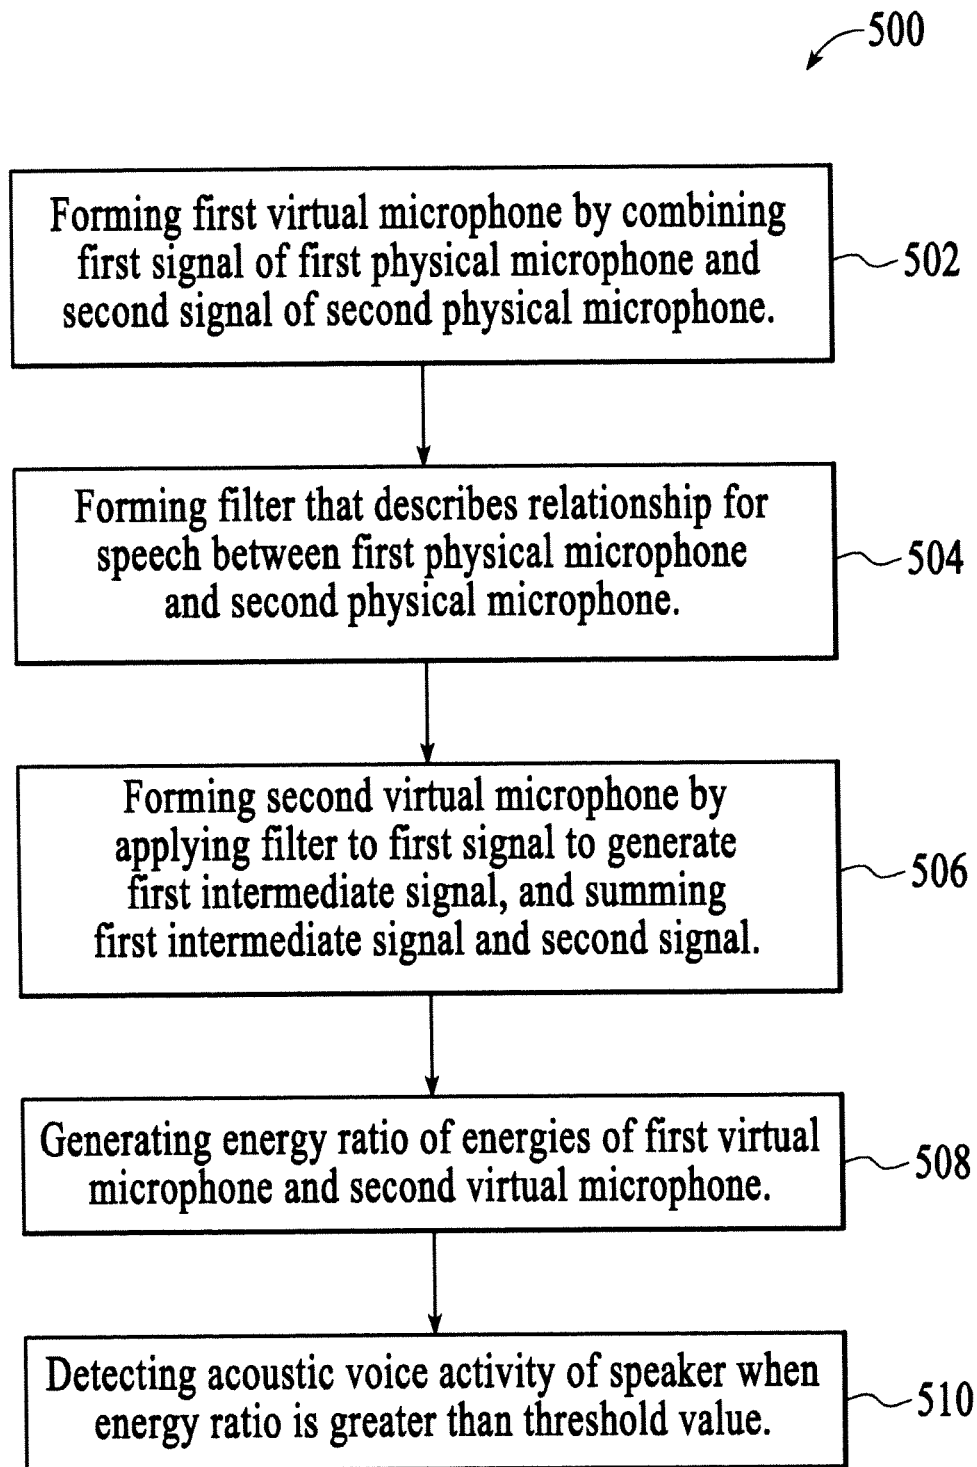 500
Forming first virtual microphone by combining
first signal of first physical microphone and
second signal of second physical microphone.
502
Forming filter that describes relationship for
speech between first physical microphone
and second physical microphone.
504
Forming second virtual microphone by
applying filter to first signal to generate
first intermediate signal, and summing
first intermediate signal and second signal.
506
Generating energy ratio of energies of first virtual
microphone and second virtual microphone.
508
Detecting acoustic voice activity of speaker when
energy ratio is greater than threshold value.
510